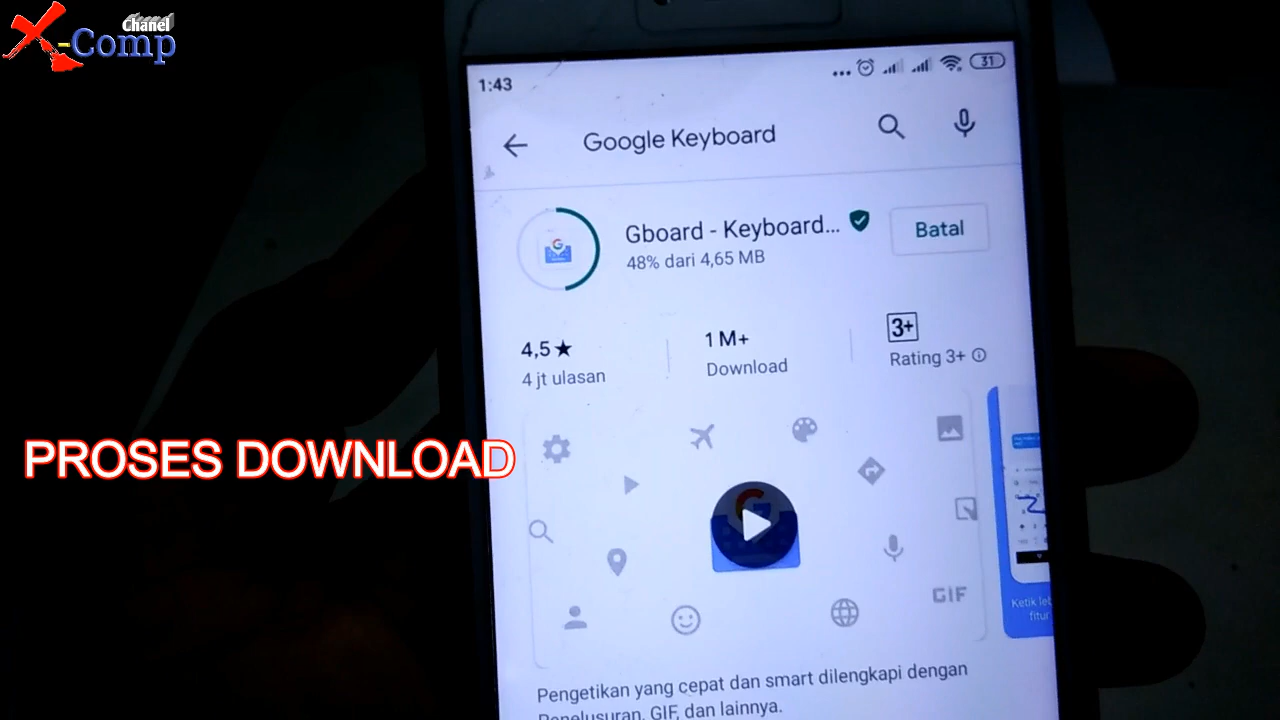 Chanel
X-Comp
1:43
31
Google Keyboard
Gboard - Keyboard...
Batal
48% dari 4,65 MB
4,5★
1 M+
3+
4 jt ulasan
Download
Rating 3+
PROSES DOWNLOAD
GIF
Ketik
fitur
Pengetikan yang cepat dan smart dilengkapi dengan
Penelusuran, GIF, dan lainnya.